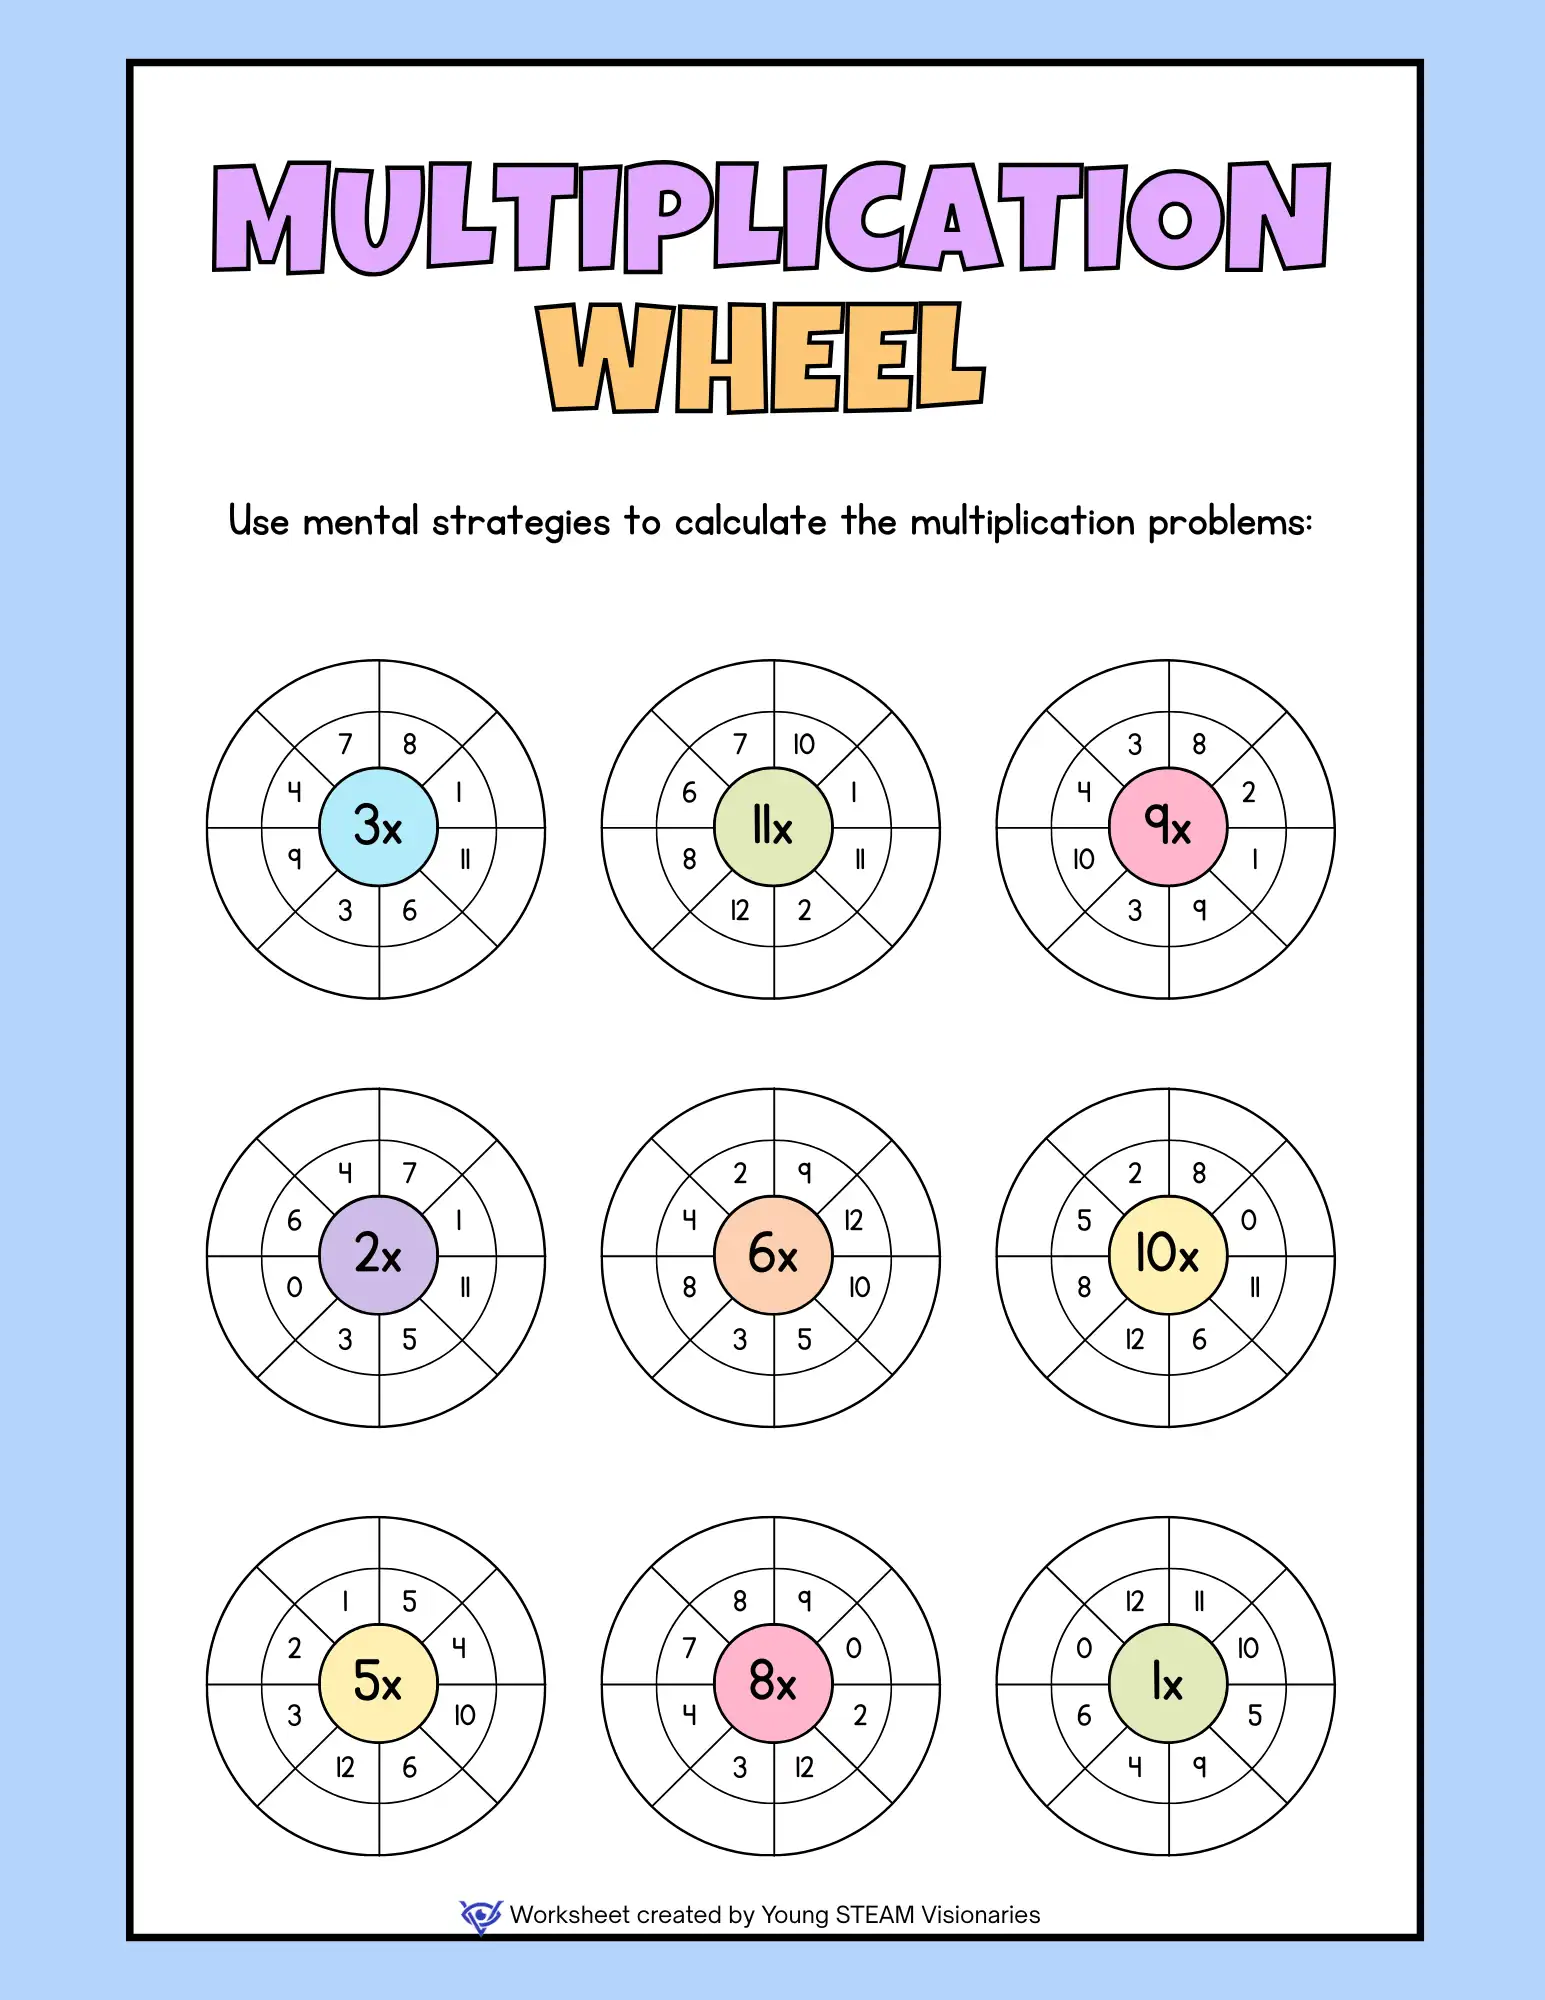 MULTIPLICATION
WHEEL
Use mental strategies to calculate the multiplication problems:
7 8
4 1
3x
9 11
3 6
7 10
6 1
11x
8 11
12 2
3 8
4 2
9x
10 1
3 9
4 7
6 1
2x
0 11
3 5
2 9
4 12
6x
8 10
3 5
2 8
5 0
10x
8 11
12 6
1 5
2 4
5x
3 10
12 6
8 9
7 0
8x
4 2
3 12
12 11
0 10
1x
6 5
4 9
Worksheet created by Young STEAM Visionaries